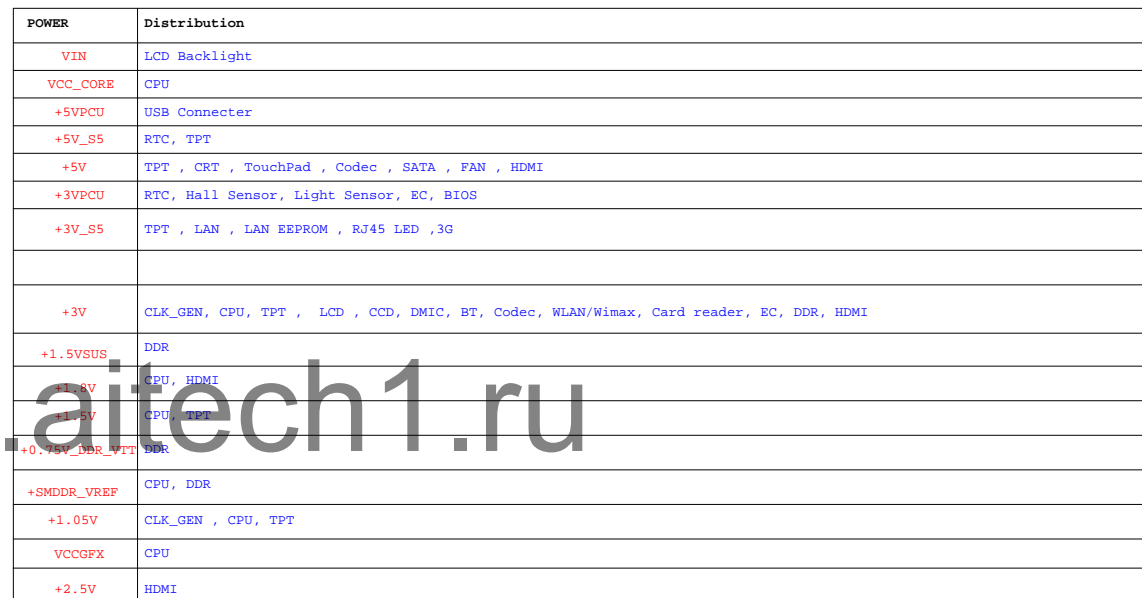 POWER Distribution
VIN LCD Backlight
VCC_CORE CPU
+5VPCU USB Connecter
+5V_S5 RTC, TPT
+5V TPT , CRT , TouchPad , Codec , SATA , FAN , HDMI
+3VPCU RTC, Hall Sensor, Light Sensor, EC, BIOS
+3V_S5 TPT , LAN , LAN EEPROM , RJ45 LED ,3G
+3V CLK_GEN, CPU, TPT , LCD , CCD, DMIC, BT, Codec, WLAN/Wimax, Card reader, EC, DDR, HDMI
+1.5VSUS DDR
+1.8V CPU, HDMI
+1.5V CPU, TPT
.aitech1.ru
+0.75V_DDR_VTT DDR
+SMDDR_VREF CPU, DDR
+1.05V CLK_GEN , CPU, TPT
VCCGFX CPU
+2.5V HDMI